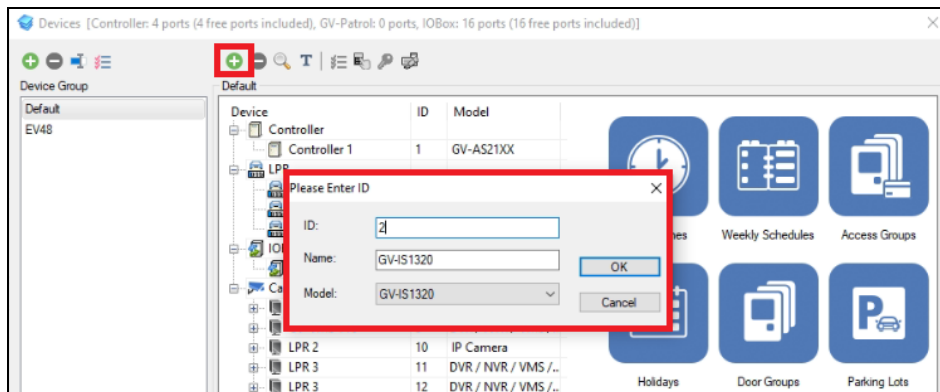 Devices [Controller: 4 ports (4 free ports included), GV-Patrol: 0 ports, IOBox: 16 ports (16 free ports included)]
T
Device Group
Default
EV48
Default
Device ID Model
Controller
Controller 1 1 GV-AS21XX
LPR
Please Enter ID
ID: 2
Name: GV-IS1320
Model: GV-IS1320
OK
Cancel
Weekly Schedules
Access Groups
LPR 2 10 IP Camera
LPR 3 11 DVR / NVR / VMS /..
LPR 3 12 DVR / NVR / VMS /..
Holidays
Door Groups
Parking Lots